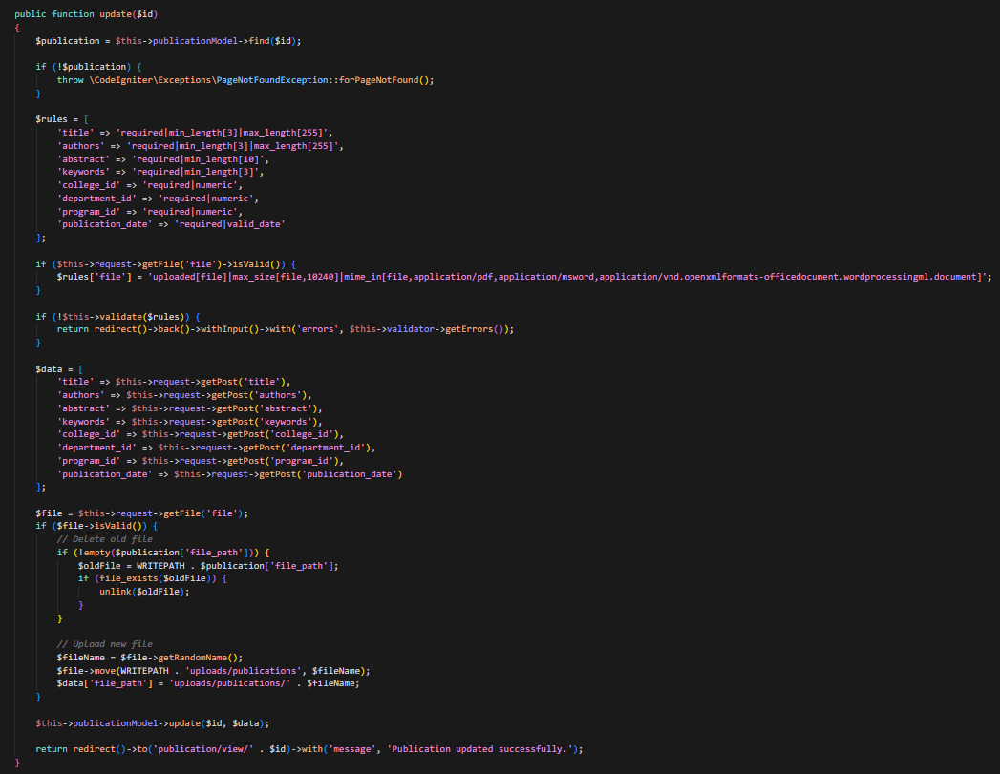 public function update($id)
{
    $publication = $this->publicationModel->find($id);

    if (!$publication) {
        throw \CodeIgniter\Exceptions\PageNotFoundException::forPageNotFound();
    }

    $rules = [
        'title' => 'required|min_length[3]|max_length[255]',
        'authors' => 'required|min_length[3]|max_length[255]',
        'abstract' => 'required|min_length[10]',
        'keywords' => 'required|min_length[3]',
        'college_id' => 'required|numeric',
        'department_id' => 'required|numeric',
        'program_id' => 'required|numeric',
        'publication_date' => 'required|valid_date'
    ];

    if ($this->request->getFile('file')->isValid()) {
        $rules['file'] = 'uploaded[file]|max_size[file,10240]|mime_in[file,application/pdf,application/msword,application/vnd.openxmlformats-officedocument.wordprocessingml.document]';
    }

    if (!$this->validate($rules)) {
        return redirect()->back()->withInput()->with('errors', $this->validator->getErrors());
    }

    $data = [
        'title' => $this->request->getPost('title'),
        'authors' => $this->request->getPost('authors'),
        'abstract' => $this->request->getPost('abstract'),
        'keywords' => $this->request->getPost('keywords'),
        'college_id' => $this->request->getPost('college_id'),
        'department_id' => $this->request->getPost('department_id'),
        'program_id' => $this->request->getPost('program_id'),
        'publication_date' => $this->request->getPost('publication_date')
    ];

    $file = $this->request->getFile('file');
    if ($file->isValid()) {
        // Delete old file
        if (!empty($publication['file_path'])) {
            $oldFile = WRITEPATH . $publication['file_path'];
            if (file_exists($oldFile)) {
                unlink($oldFile);
            }
        }

        // Upload new file
        $fileName = $file->getRandomName();
        $file->move(WRITEPATH . 'uploads/publications', $fileName);
        $data['file_path'] = 'uploads/publications/' . $fileName;
    }

    $this->publicationModel->update($id, $data);

    return redirect()->to('publication/view/' . $id)->with('message', 'Publication updated successfully.');
}